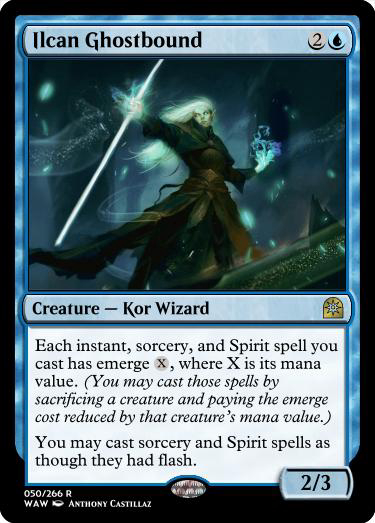 Ilcan Ghostbound 2
Creature — Kor Wizard
Each instant, sorcery, and Spirit spell you
cast has emerge X, where X is its mana
value. (You may cast those spells by
sacrificing a creature and paying the emerge
cost reduced by that creature's mana value.)
You may cast sorcery and Spirit spells as
though they had flash.
2/3
050/266 R
WAW ANTHONY CASTILLAZ